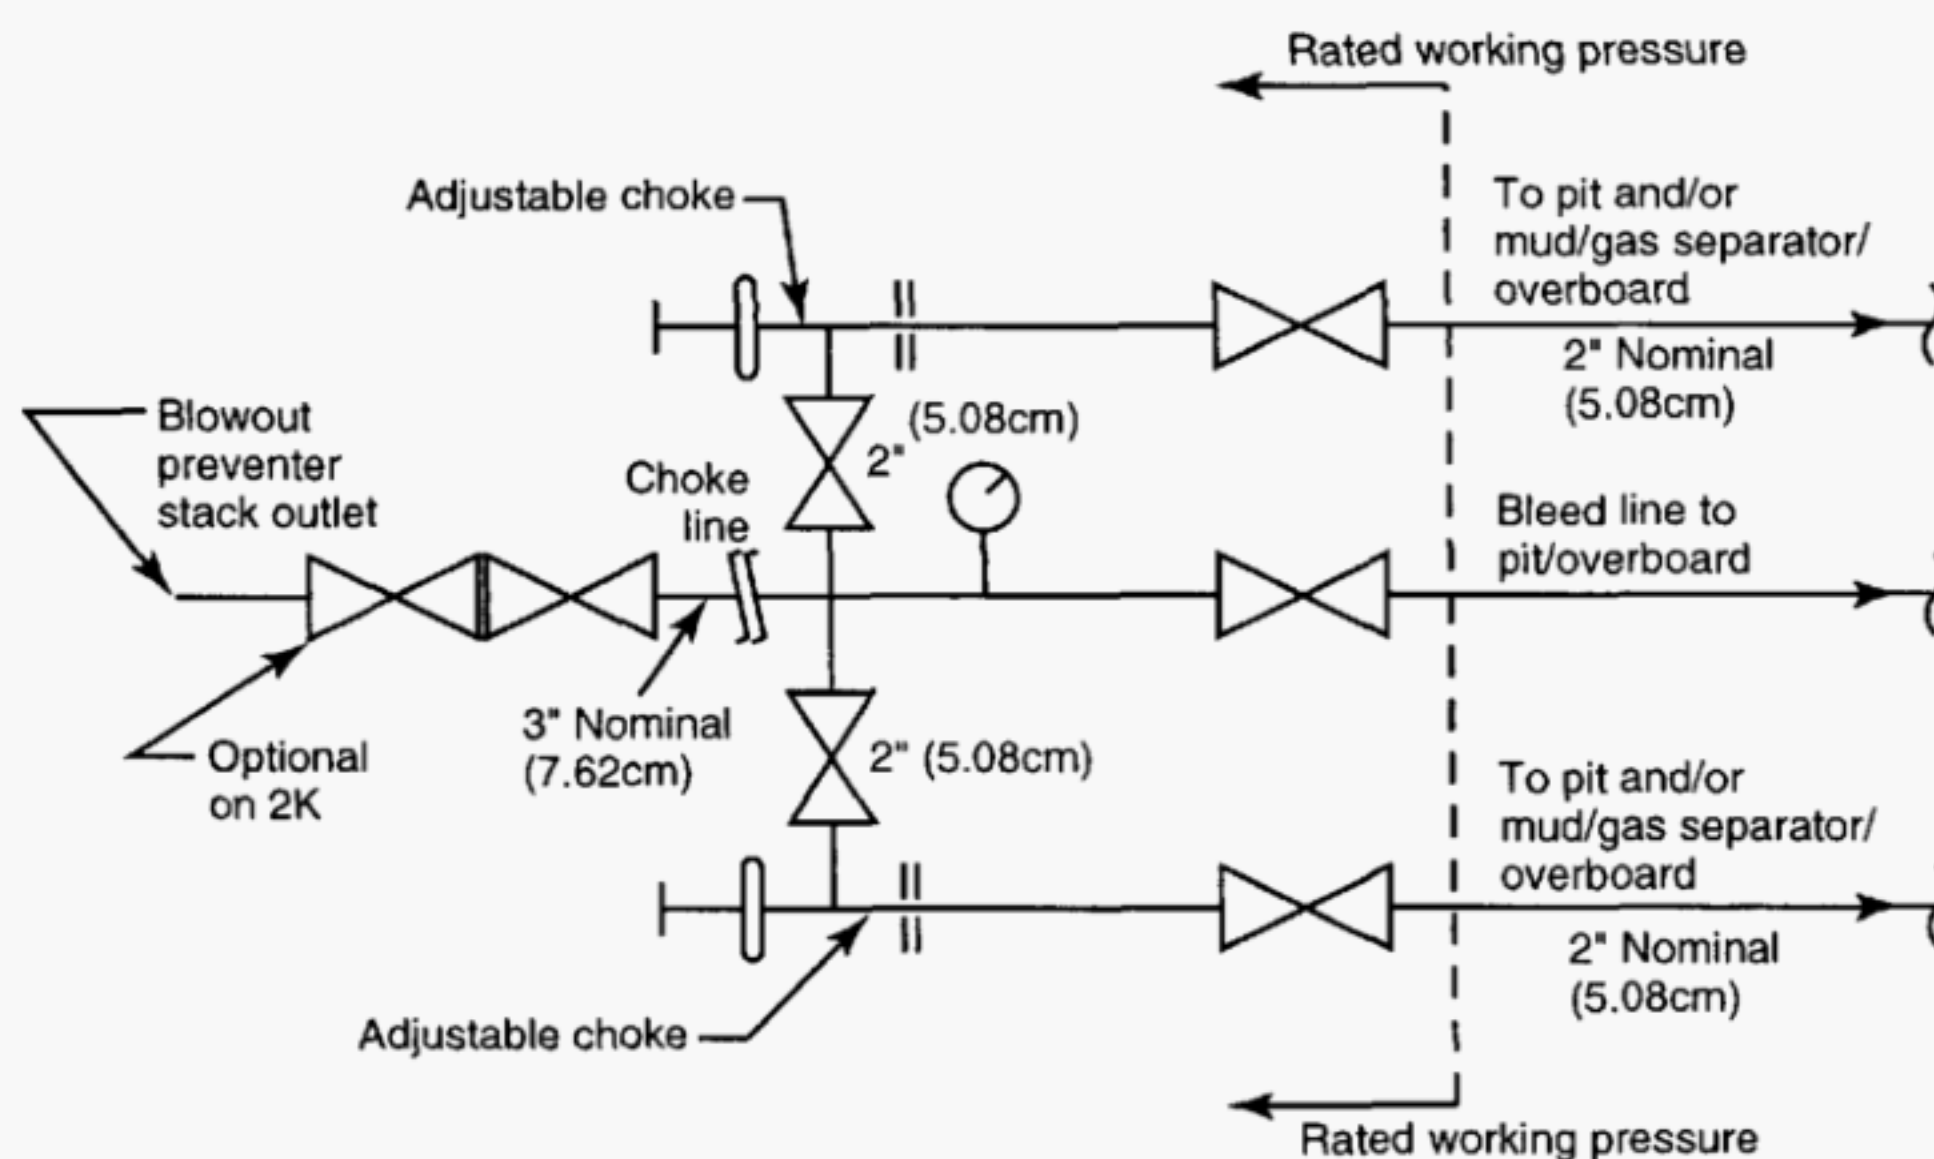 Rated working pressure
Adjustable choke
To pit and/or
mud/gas separator/
overboard
2" Nominal
(5.08cm)
Blowout
preventer
stack outlet
(5.08cm)
2"
Choke
line
Bleed line to
pit/overboard
3" Nominal
(7.62cm)
Optional
on 2K
2" (5.08cm)
To pit and/or
mud/gas separator/
overboard
2" Nominal
(5.08cm)
Adjustable choke
Rated working pressure